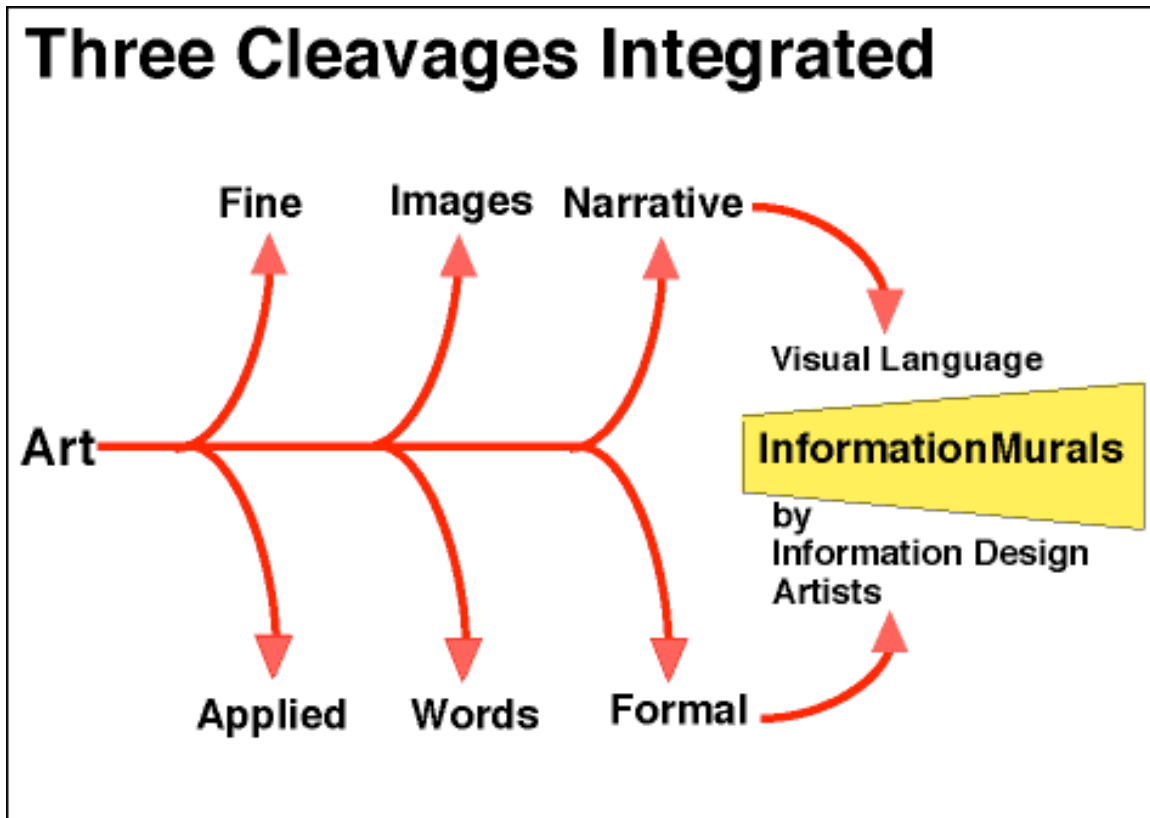 Three Cleavages Integrated
Fine
Images
Narrative
Visual Language
Art
InformationMurals
by
Information Design
Artists
Applied
Words
Formal